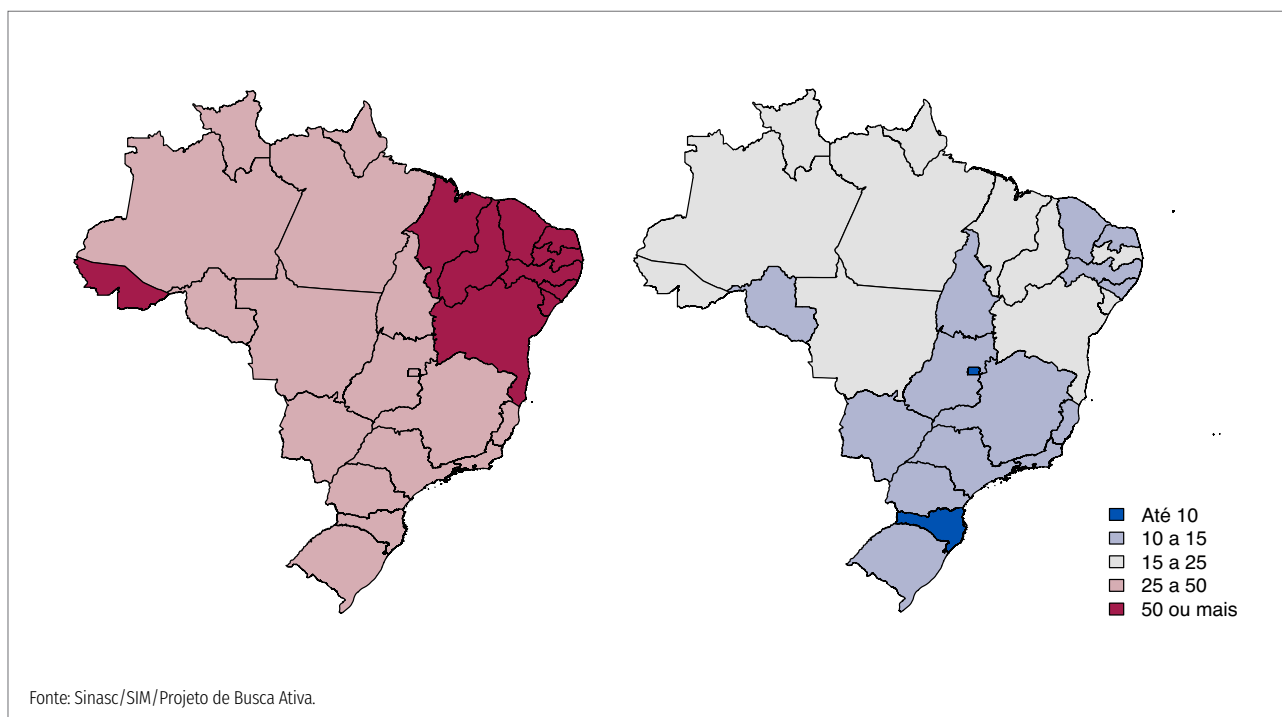 Até 10
10 a 15
15 a 25
25 a 50
50 ou mais
Fonte: Sinasc/SIM/Projeto de Busca Ativa.